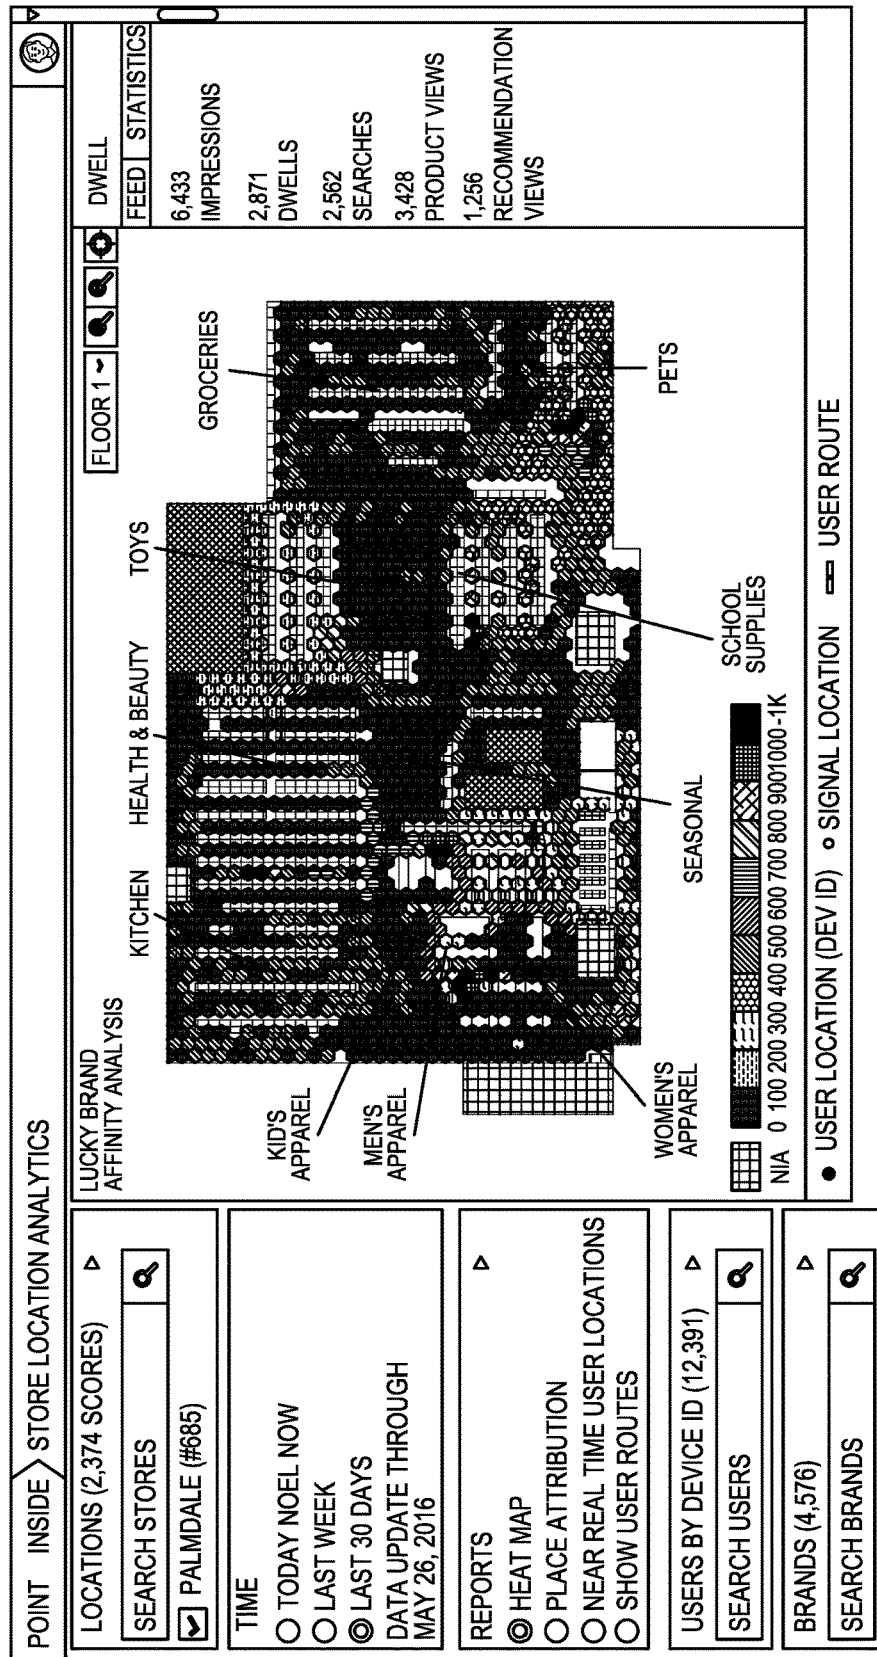 POINT INSIDE STORE LOCATION ANALYTICS
LOCATIONS (2,374 SCORES)
SEARCH STORES
PALMDALE (#685)
TIME
TODAY NOEL NOW
LAST WEEK
LAST 30 DAYS
DATA UPDATE THROUGH
MAY 26, 2016
REPORTS
HEAT MAP
PLACE ATTRIBUTION
NEAR REAL TIME USER LOCATIONS
SHOW USER ROUTES
USERS BY DEVICE ID (12,391)
SEARCH USERS
BRANDS (4,576)
SEARCH BRANDS
LUCKY BRAND
AFFINITY ANALYSIS
FLOOR 1
KITCHEN
HEALTH & BEAUTY
TOYS
GROCERIES
KID'S
APPAREL
MEN'S
APPAREL
WOMEN'S
APPAREL
SEASONAL
SCHOOL
SUPPLIES
PETS
NIA 0 100 200 300 400 500 600 700 800 9001000-1K
USER LOCATION (DEV ID) SIGNAL LOCATION USER ROUTE
DWELL
FEED STATISTICS
6,433
IMPRESSIONS
2,871
DWELLS
2,562
SEARCHES
3,428
PRODUCT VIEWS
1,256
RECOMMENDATION
VIEWS